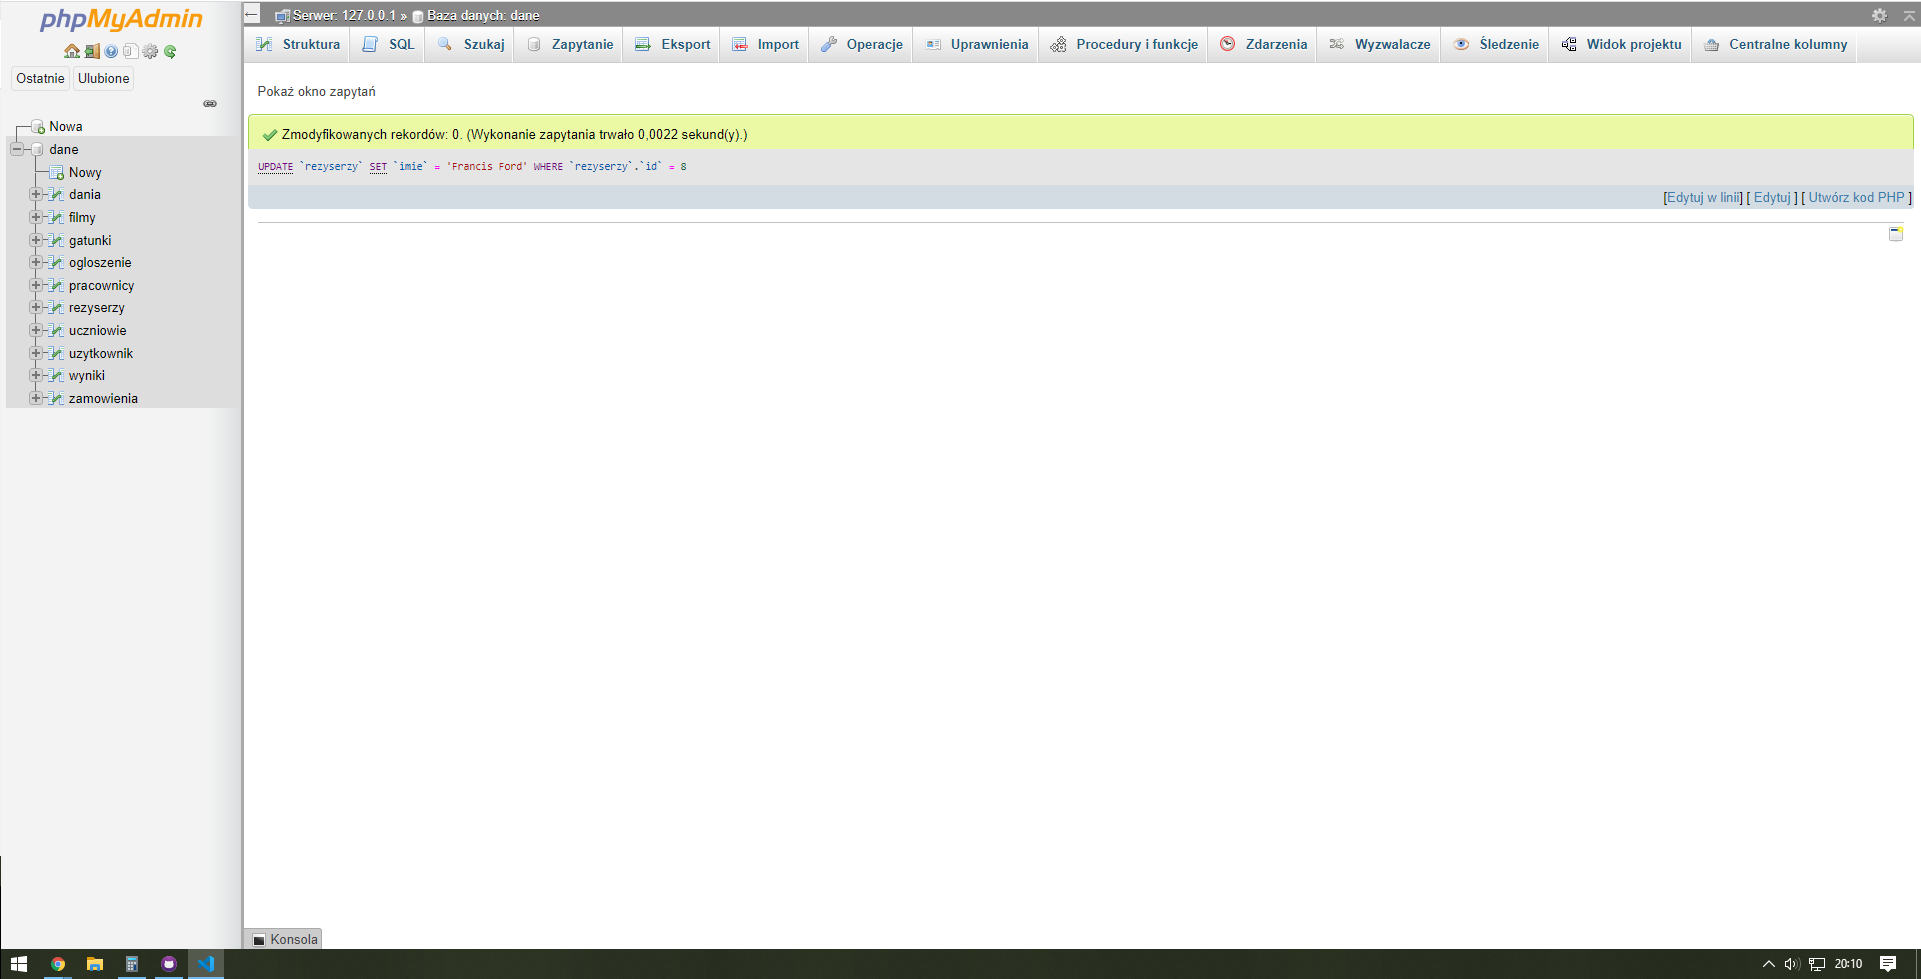 phpMyAdmin
Ostatnie Ulubione
Nowa
dane
Nowy
dania
filmy
gatunki
ogloszenie
pracownicy
rezyserzy
uczniowie
uzytkownik
wyniki
zamowienia
Serwer: 127.0.0.1 » Baza danych: dane
Struktura SQL Szukaj Zapytanie Eksport Import Operacje Uprawnienia Procedury i funkcje Zdarzenia Wyzwalacze Śledzenie Widok projektu Centralne kolumny
Pokaż okno zapytań
Zmodyfikowanych rekordów: 0. (Wykonanie zapytania trwało 0,0022 sekund(y).)
UPDATE `rezyserzy` SET `imie` = 'Francis Ford' WHERE `rezyserzy`.`id` = 8
[Edytuj w linii] [ Edytuj ] [ Utwórz kod PHP ]
Konsola
20:10